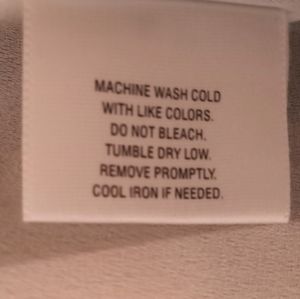 MACHINE WASH COLD
WITH LIKE COLORS.
DO NOT BLEACH.
TUMBLE DRY LOW.
REMOVE PROMPTLY.
COOL IRON IF NEEDED.